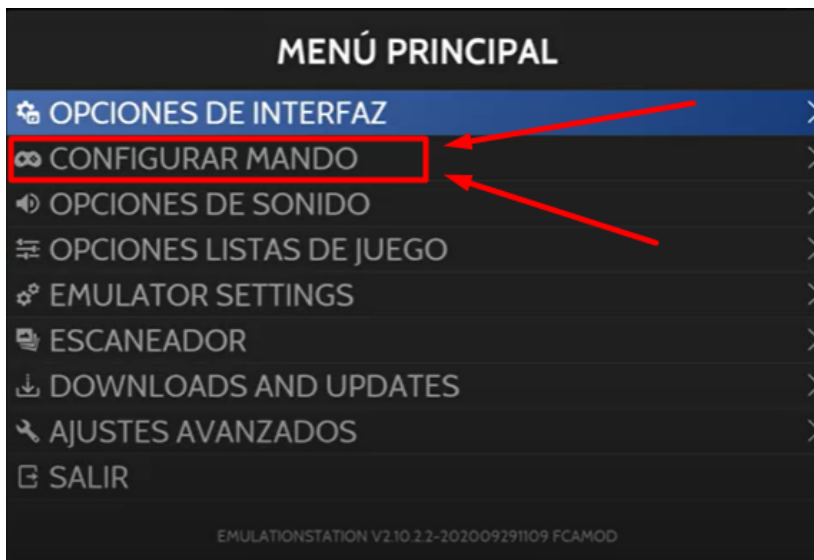 MENÚ PRINCIPAL
OPCIONES DE INTERFAZ
CONFIGURAR MANDO
OPCIONES DE SONIDO
OPCIONES LISTAS DE JUEGO
EMULATOR SETTINGS
ESCANEADOR
DOWNLOADS AND UPDATES
AJUSTES AVANZADOS
SALIR
EMULATIONSTATION V2.10.2.2-202009291109 FCAMOD